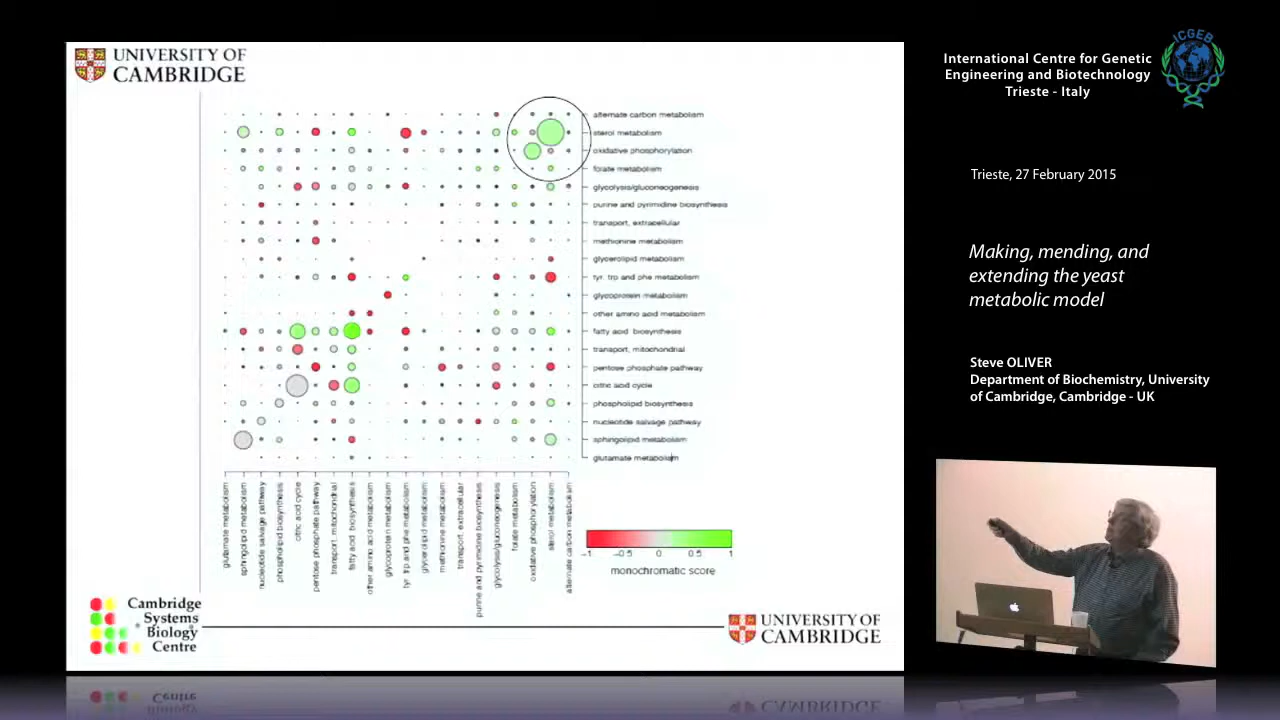 UNIVERSITY OF
CAMBRIDGE
alternate carbon metabolism
sterol metabolism
oxidative phosphorylation
folate metabolism
glycolysis/gluconeogenesis
purine and pyrimidine biosynthesis
transport, extracellular
methionine metabolism
glycerolipid metabolism
tyr, trp and phe metabolism
glycoprotein metabolism
other amino acid metabolism
fatty acid biosynthesis
transport, mitochondrial
pentose phosphate pathway
citric acid cycle
phospholipid biosynthesis
nucleotide salvage pathway
sphingolipid metabolism
glutamate metabolism
glutamate metabolism
sphingolipid metabolism
nucleotide salvage pathway
phospholipid biosynthesis
citric acid cycle
pentose phosphate pathway
transport, mitochondrial
fatty acid biosynthesis
other amino acid metabolism
glycoprotein metabolism
tyr, trp and phe metabolism
glycerolipid metabolism
methionine metabolism
transport, extracellular
purine and pyrimidine biosynthesis
glycolysis/gluconeogenesis
folate metabolism
oxidative phosphorylation
sterol metabolism
alternate carbon metabolism
-1 -0.5 0 0.5 1
monochromatic score
Cambridge
Systems
Biology
Centre
UNIVERSITY OF
CAMBRIDGE
International Centre for Genetic
Engineering and Biotechnology
Trieste - Italy
ICGEB
Trieste, 27 February 2015
Making, mending, and
extending the yeast
metabolic model
Steve OLIVER
Department of Biochemistry, University
of Cambridge, Cambridge - UK